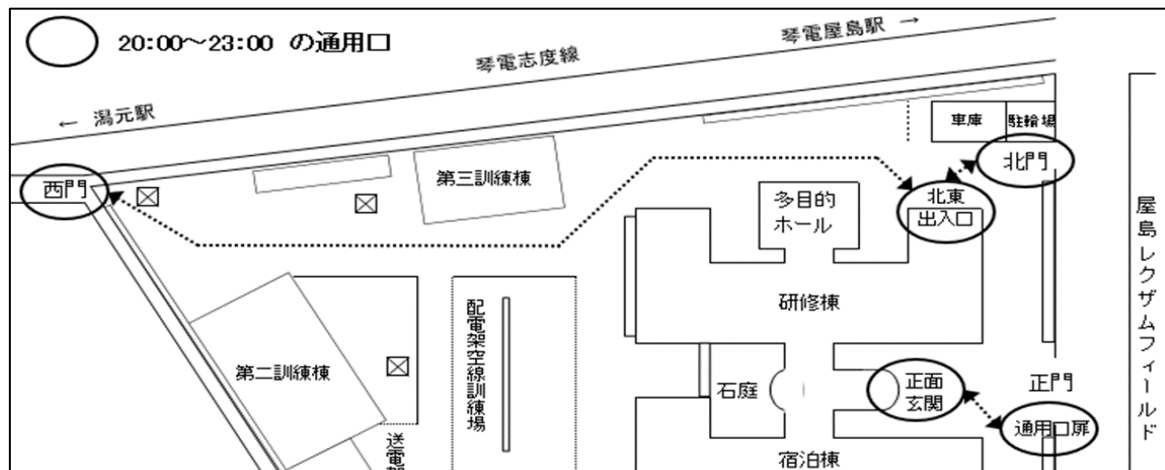 20:00～23:00 の通用口
琴電屋島駅 →
琴電志度線
← 潟元駅
車庫
駐輪場
西門
第三訓練棟
北門
北東
出入口
多目的
ホール
屋島レクザムフィールド
研修棟
配電架空線訓練場
第二訓練棟
石庭
正面
玄関
正門
通用口扉
送電架
宿泊棟